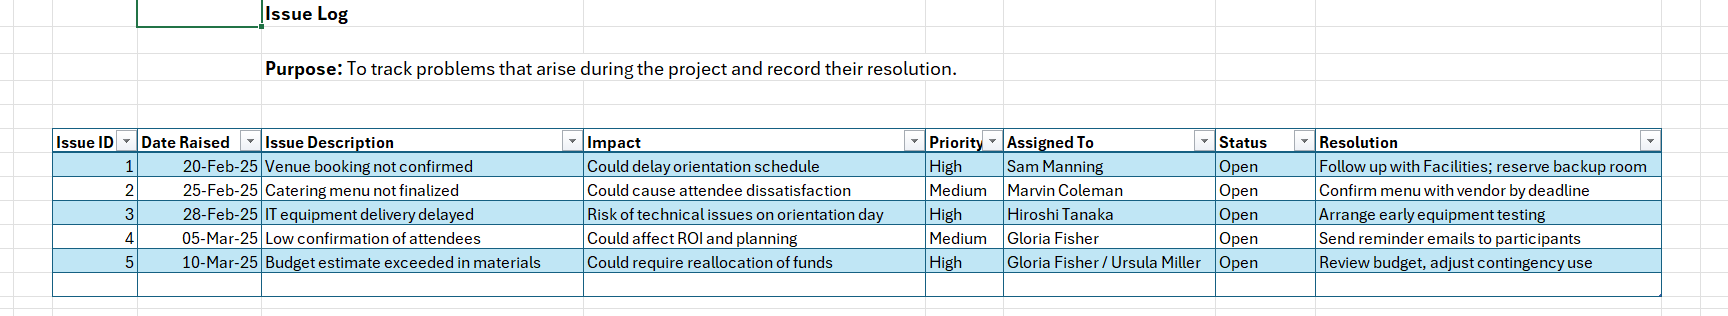 Issue Log
Purpose: To track problems that arise during the project and record their resolution.
Issue ID Date Raised Issue Description Impact Priority Assigned To Status Resolution
1 20-Feb-25 Venue booking not confirmed Could delay orientation schedule High Sam Manning Open Follow up with Facilities; reserve backup room
2 25-Feb-25 Catering menu not finalized Could cause attendee dissatisfaction Medium Marvin Coleman Open Confirm menu with vendor by deadline
3 28-Feb-25 IT equipment delivery delayed Risk of technical issues on orientation day High Hiroshi Tanaka Open Arrange early equipment testing
4 05-Mar-25 Low confirmation of attendees Could affect ROI and planning Medium Gloria Fisher Open Send reminder emails to participants
5 10-Mar-25 Budget estimate exceeded in materials Could require reallocation of funds High Gloria Fisher / Ursula Miller Open Review budget, adjust contingency use